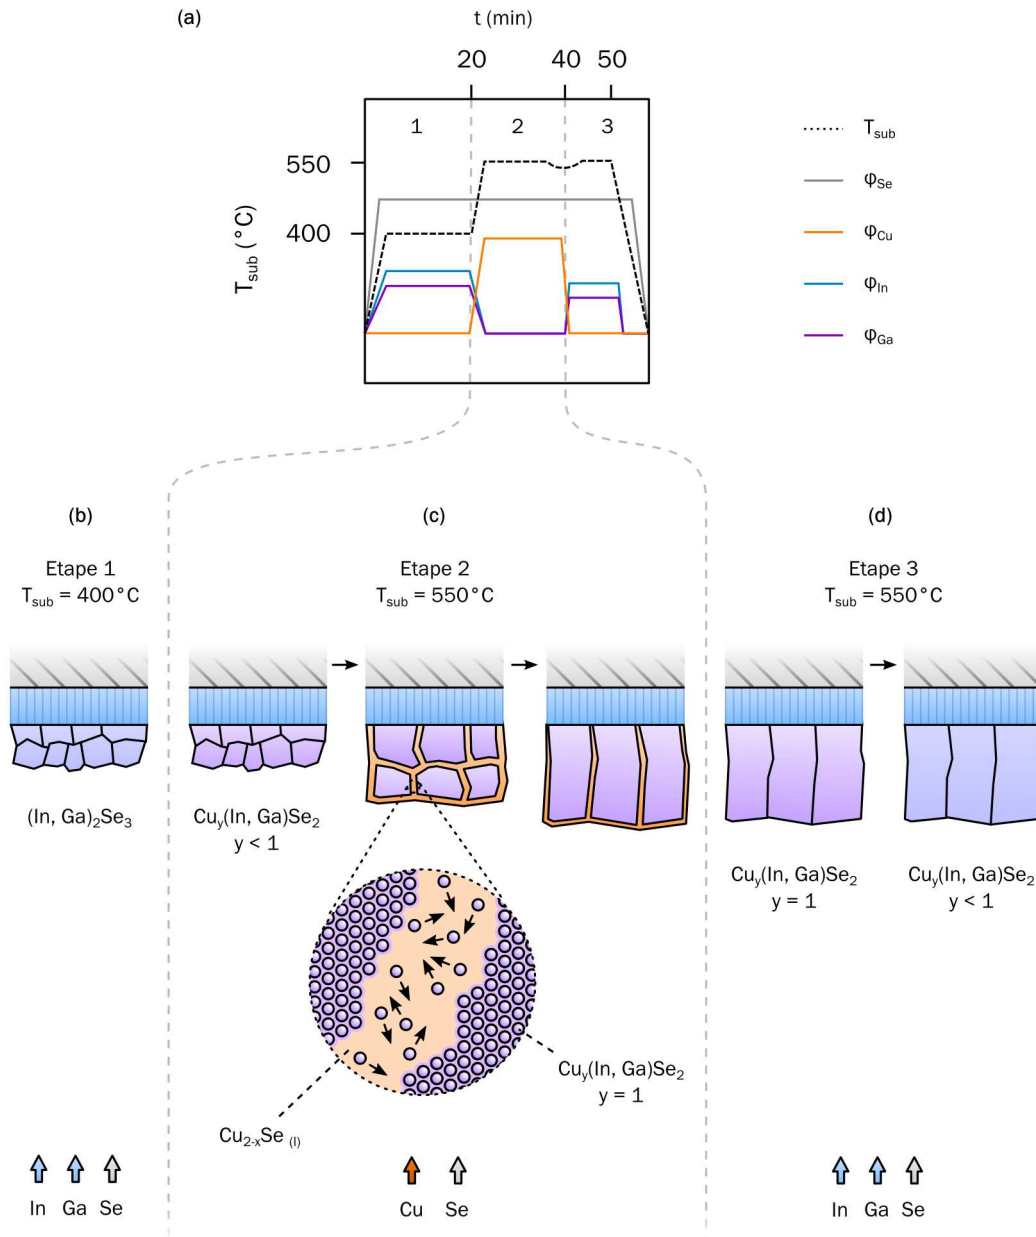 (a)
t (min)
20 40 50
1 2 3
550
400
T_sub (°C)
T_sub
φ_Se
φ_Cu
φ_In
φ_Ga
(b)
Etape 1
T_sub = 400°C
(In, Ga)₂Se₃
In Ga Se
(c)
Etape 2
T_sub = 550°C
Cu_y(In, Ga)Se₂
y < 1
Cu_y(In, Ga)Se₂
y = 1
Cu₂₋ₓSe (l)
Cu Se
(d)
Etape 3
T_sub = 550°C
Cu_y(In, Ga)Se₂
y = 1
Cu_y(In, Ga)Se₂
y < 1
In Ga Se